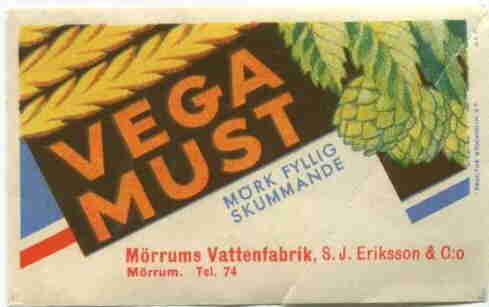 VEGA
MUST
MÖRK FYLLIG
SKUMMANDE
Mörrums Vattenfabrik, S. J. Eriksson & C:o
Mörrum. Tel. 74